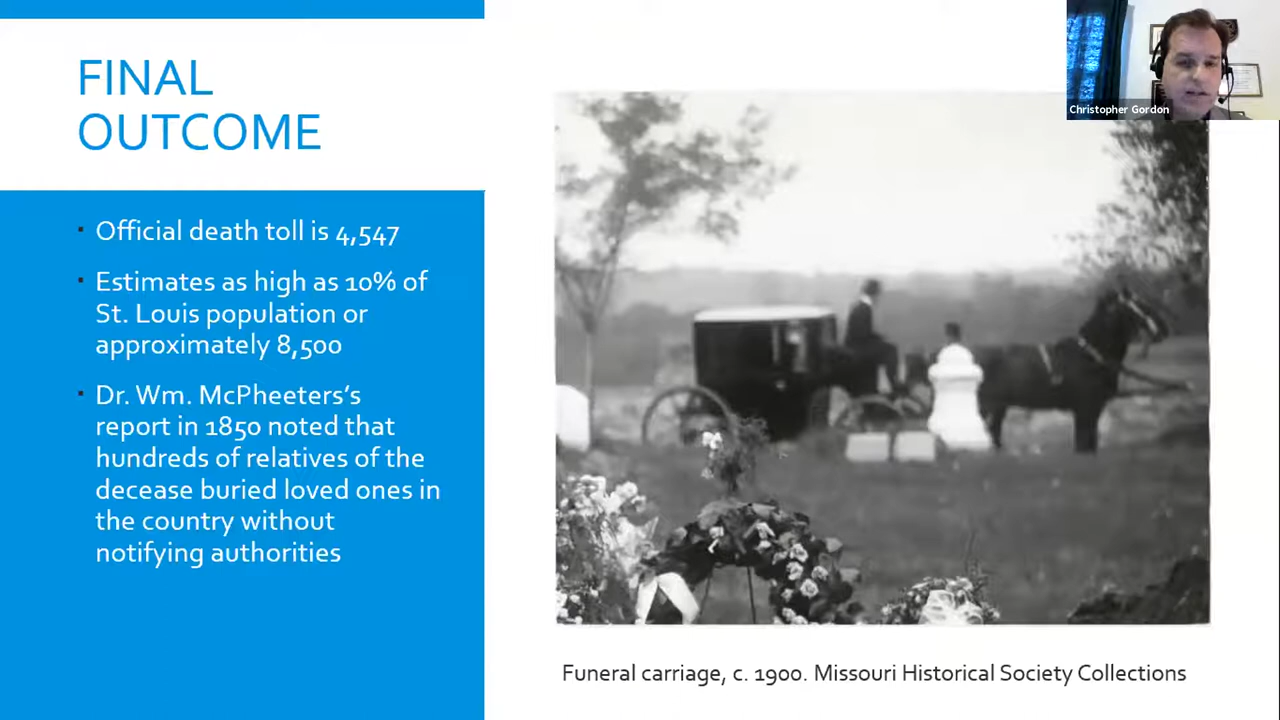 FINAL
OUTCOME
Christopher Gordon
▪ Official death toll is 4,547
▪ Estimates as high as 10% of
St. Louis population or
approximately 8,500
▪ Dr. Wm. McPheeters’s
report in 1850 noted that
hundreds of relatives of the
decease buried loved ones in
the country without
notifying authorities
Funeral carriage, c. 1900. Missouri Historical Society Collections